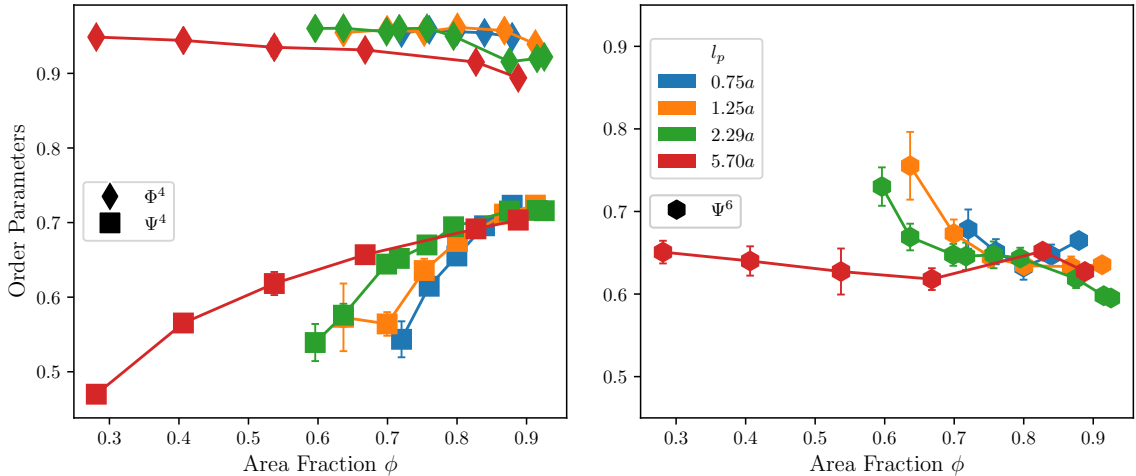 Order Parameters
0.9
0.8
0.7
0.6
0.5
Φ⁴
Ψ⁴
0.3 0.4 0.5 0.6 0.7 0.8 0.9
Area Fraction ϕ
0.9
0.8
0.7
0.6
0.5
l_p
0.75a
1.25a
2.29a
5.70a
Ψ⁶
0.3 0.4 0.5 0.6 0.7 0.8 0.9
Area Fraction ϕ